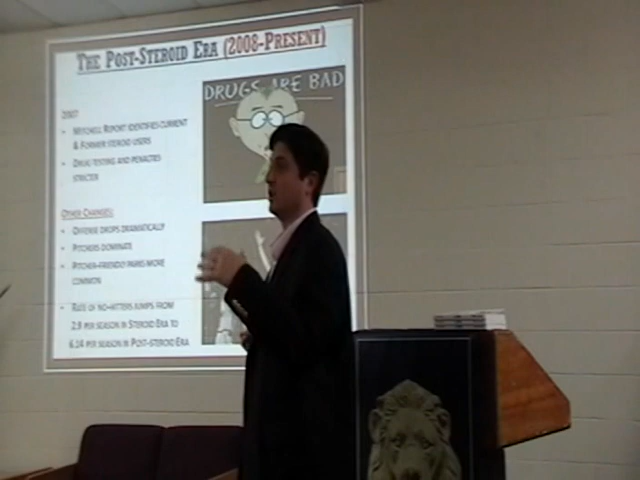 THE POST-STEROID ERA (2008-PRESENT)
DRUGS ARE BAD
2007
• MITCHELL REPORT IDENTIFIES CURRENT
& FORMER STEROID USERS
• DRUG TESTING AND PENALTIES
STRICTER
OTHER CHANGES:
• OFFENSE DROPS DRAMATICALLY
• PITCHERS DOMINATE
• PITCHER-FRIENDLY PARKS MORE
COMMON
• RATE OF NO-HITTERS JUMPS FROM
2.9 PER SEASON IN STEROID ERA TO
6.14 PER SEASON IN POST-STEROID ERA